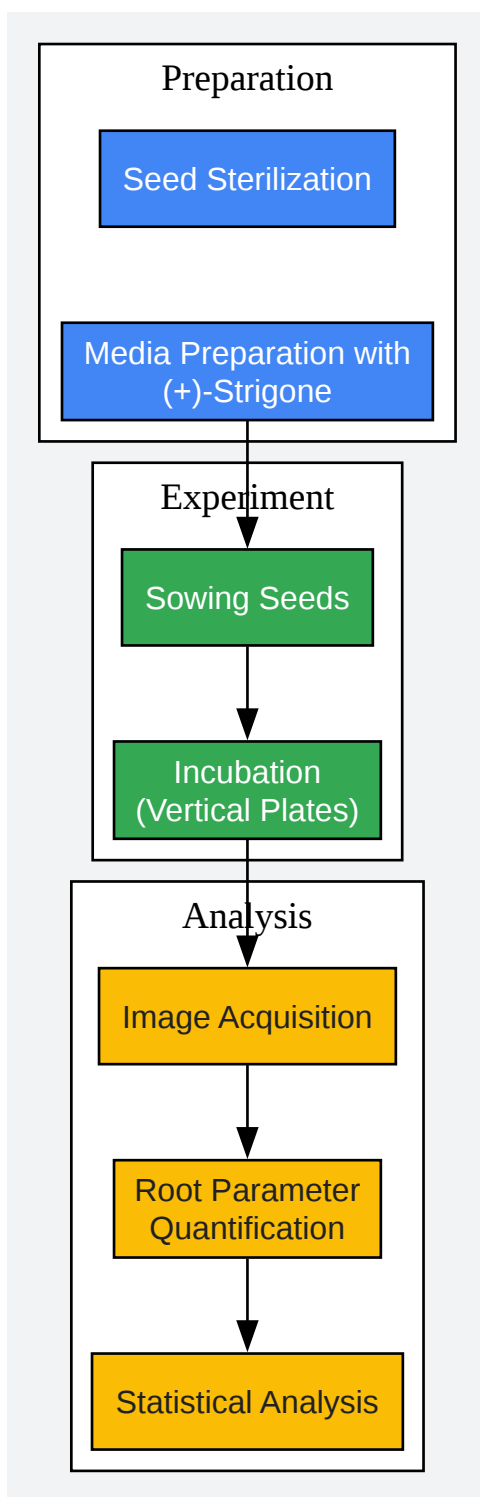 Preparation
Seed Sterilization
Media Preparation with
(+)-Strigone
Experiment
Sowing Seeds
Incubation
(Vertical Plates)
Analysis
Image Acquisition
Root Parameter
Quantification
Statistical Analysis